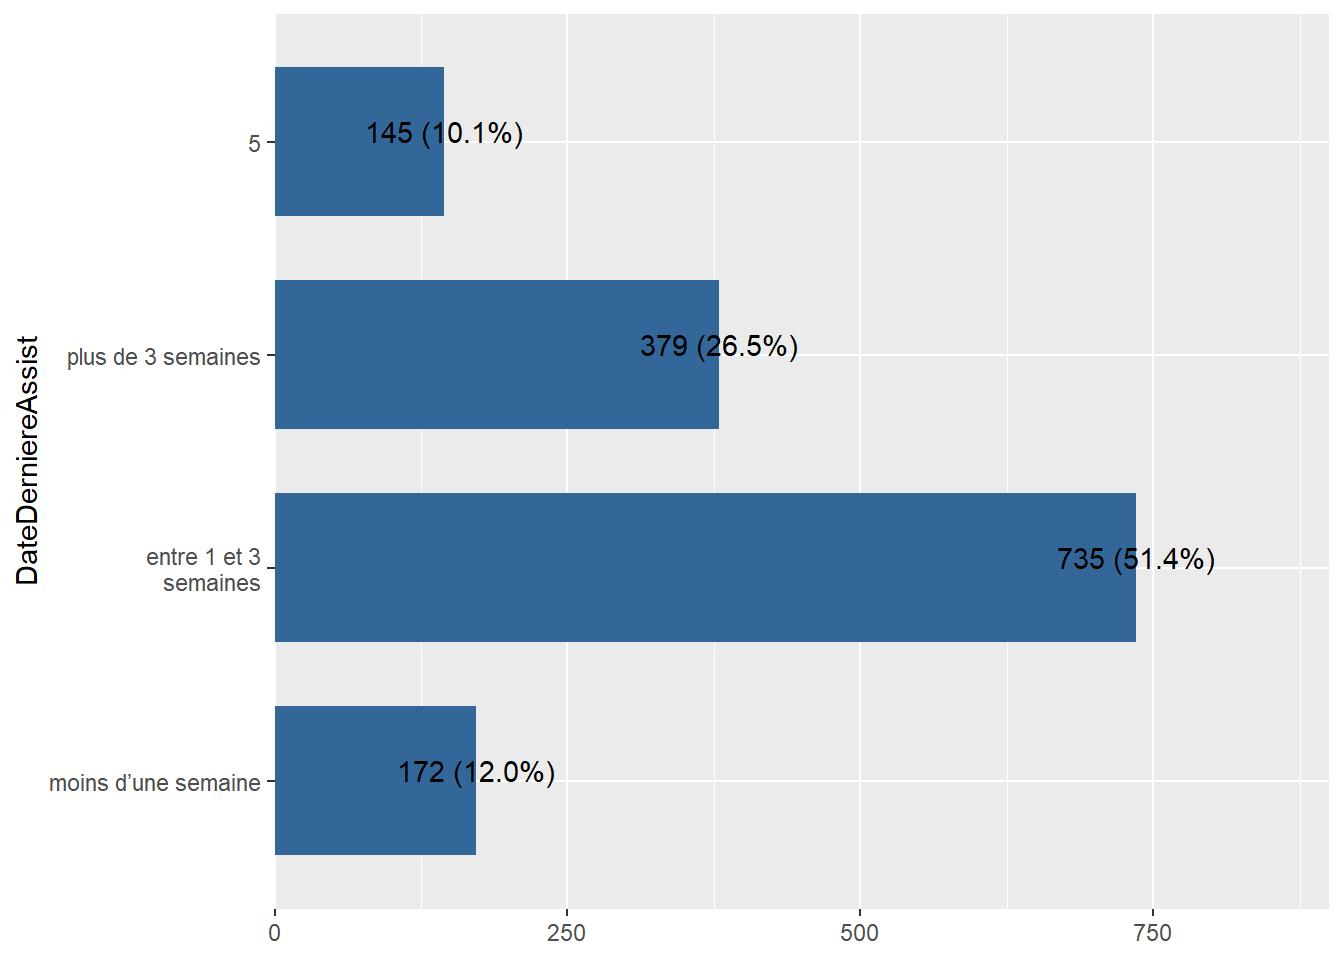 DateDerniereAssist
5
145 (10.1%)
plus de 3 semaines
379 (26.5%)
entre 1 et 3
semaines
735 (51.4%)
moins d’une semaine
172 (12.0%)
0
250
500
750